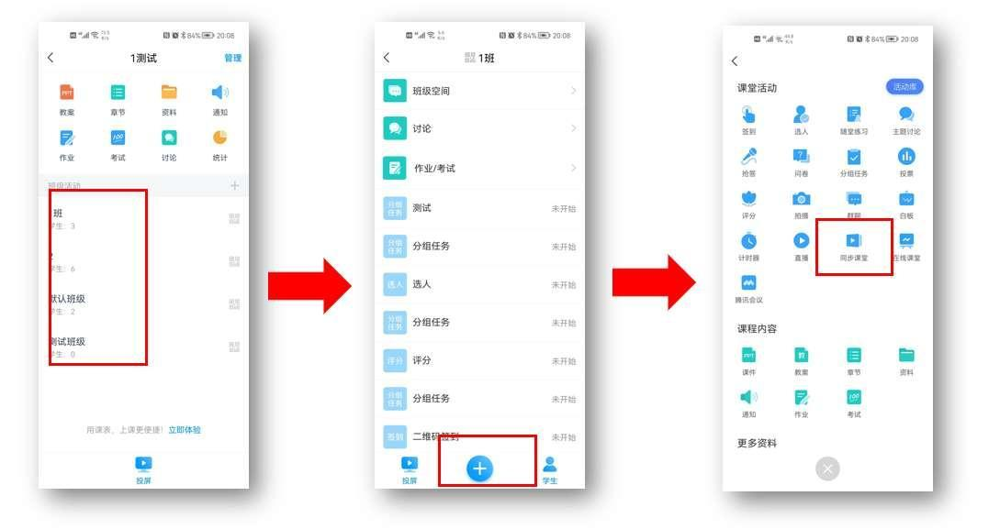 84% 20:08
1测试
管理
教案 章节 资料 通知
作业 考试 讨论 统计
班级活动
班
学生：3
学生：6
默认班级
学生：2
测试班级
学生：0
用课表，上课更便捷！立即体验
投屏
84% 20:08
1班
班级空间
讨论
作业/考试
分组任务 测试 未开始
分组任务 分组任务 未开始
选人 选人 未开始
分组任务 分组任务 未开始
评分 评分 未开始
分组任务 分组任务 未开始
签到 二维码签到 未开始
投屏 学生
84% 20:08
课堂活动 活动库
签到 选人 随堂练习 主题讨论
抢答 问卷 分组任务 投票
评分 拍摄 群聊 白板
计时器 直播 同步课堂 在线课堂
腾讯会议
课程内容
课件 教案 章节 资料
通知 作业 考试
更多资料